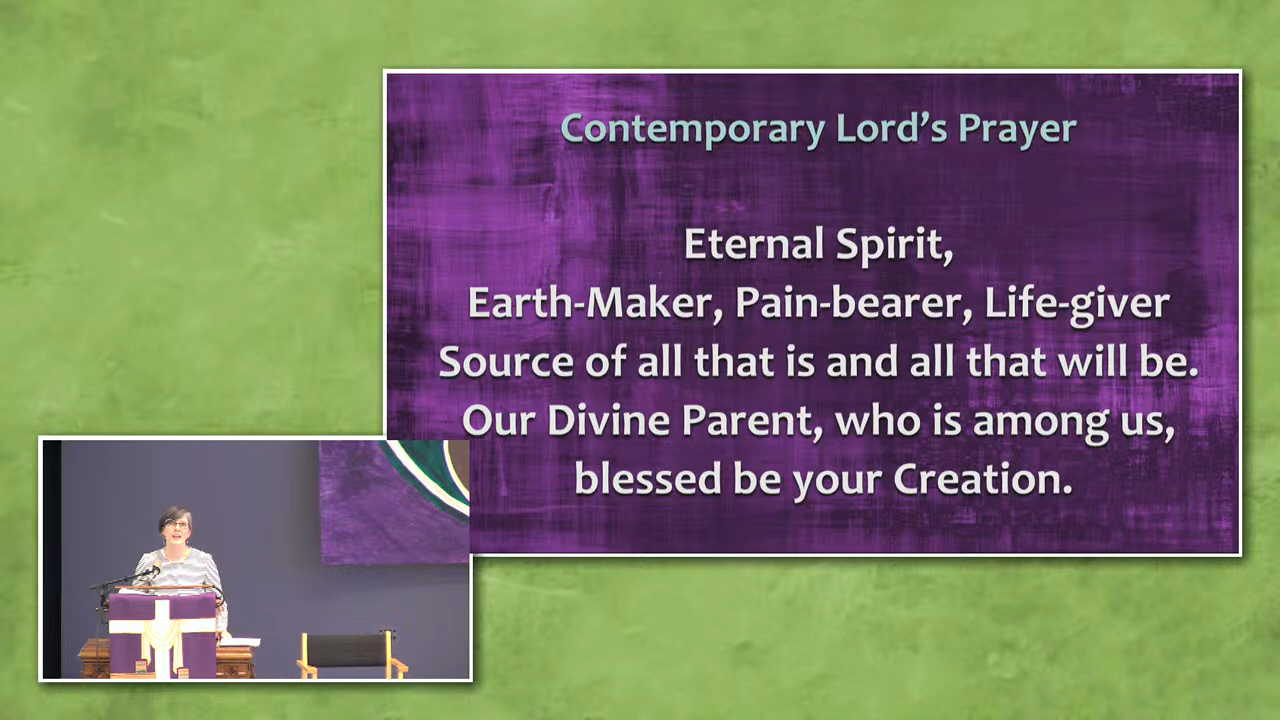 Contemporary Lord’s Prayer
Eternal Spirit,
Earth-Maker, Pain-bearer, Life-giver
Source of all that is and all that will be.
Our Divine Parent, who is among us,
blessed be your Creation.